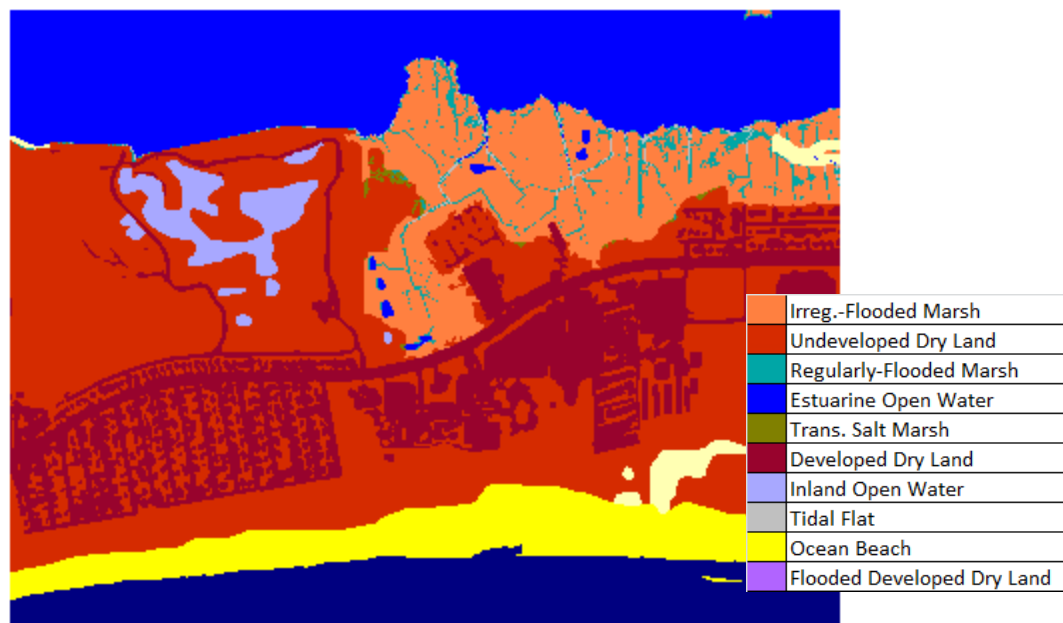 Irreg.-Flooded Marsh
Undeveloped Dry Land
Regularly-Flooded Marsh
Estuarine Open Water
Trans. Salt Marsh
Developed Dry Land
Inland Open Water
Tidal Flat
Ocean Beach
Flooded Developed Dry Land